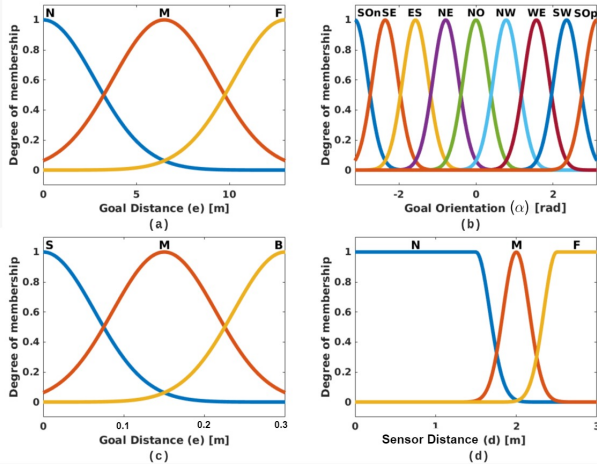 N M F
Degree of membership
1
0.8
0.6
0.4
0.2
0
0 5 10
Goal Distance (e) [m]
(a)
SOnSE ES NE NO NW WE SW SOp
Degree of membership
1
0.8
0.6
0.4
0.2
0
-2 0 2
Goal Orientation (α) [rad]
(b)
S M B
Degree of membership
1
0.8
0.6
0.4
0.2
0
0 0.1 0.2 0.3
Goal Distance (e) [m]
(c)
N M F
Degree of membership
1
0.8
0.6
0.4
0.2
0
0 1 2 3
Sensor Distance (d) [m]
(d)